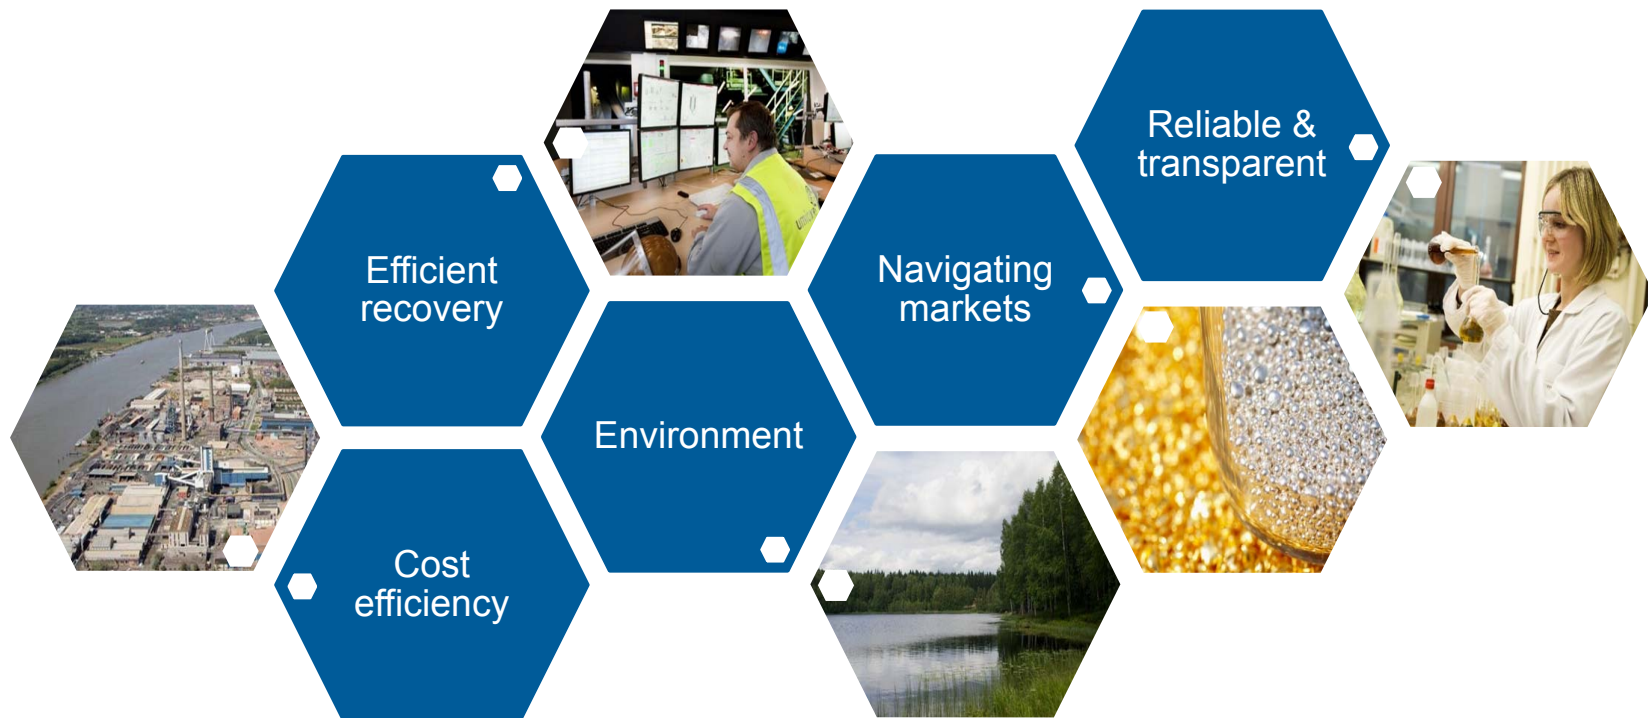 Reliable &
transparent
Efficient
recovery
Navigating
markets
Environment
Cost
efficiency